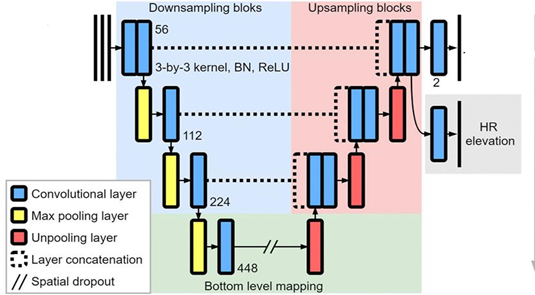 Downsampling bloks
Upsampling blocks
56
3-by-3 kernel, BN, ReLU
2
112
HR
elevation
224
448
Bottom level mapping
Convolutional layer
Max pooling layer
Unpooling layer
Layer concatenation
Spatial dropout